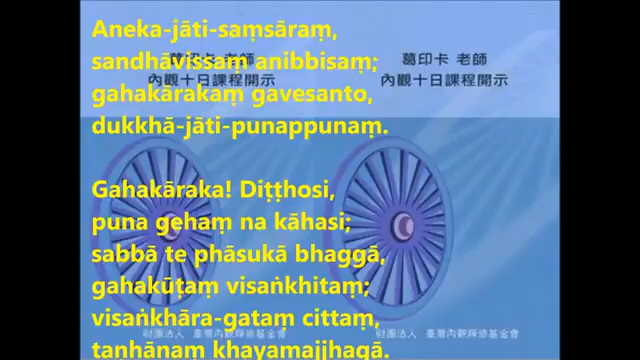 Aneka-jāti-saṃsāraṃ,
sandhāvissaṃ anibbisaṃ;
gahakārakaṃ gavesanto,
dukkhā-jāti-punappunaṃ.
Gahakāraka! Diṭṭhosi,
puna gehaṃ na kāhasi;
sabbā te phāsukā bhaggā,
gahakūṭaṃ visaṅkhitaṃ;
visaṅkhāra-gataṃ cittaṃ,
taṇhānaṃ khayamajjhagā.
葛印卡 老師
內觀十日課程開示
葛印卡 老師
內觀十日課程開示
財團法人 臺灣內觀禪修基金會
財團法人 臺灣內觀禪修基金會